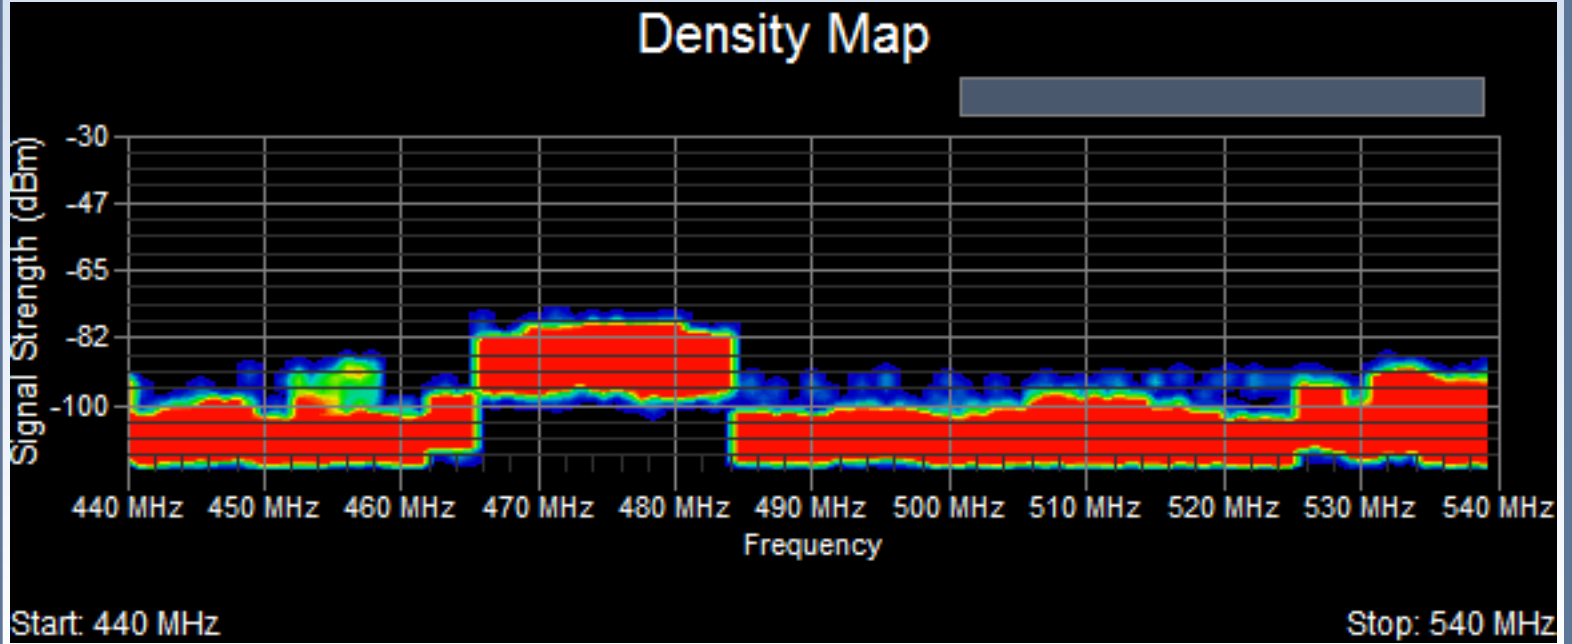 Density Map
Signal Strength (dBm)
-30
-47
-65
-82
-100
440 MHz 450 MHz 460 MHz 470 MHz 480 MHz 490 MHz 500 MHz 510 MHz 520 MHz 530 MHz 540 MHz
Frequency
Start: 440 MHz Stop: 540 MHz